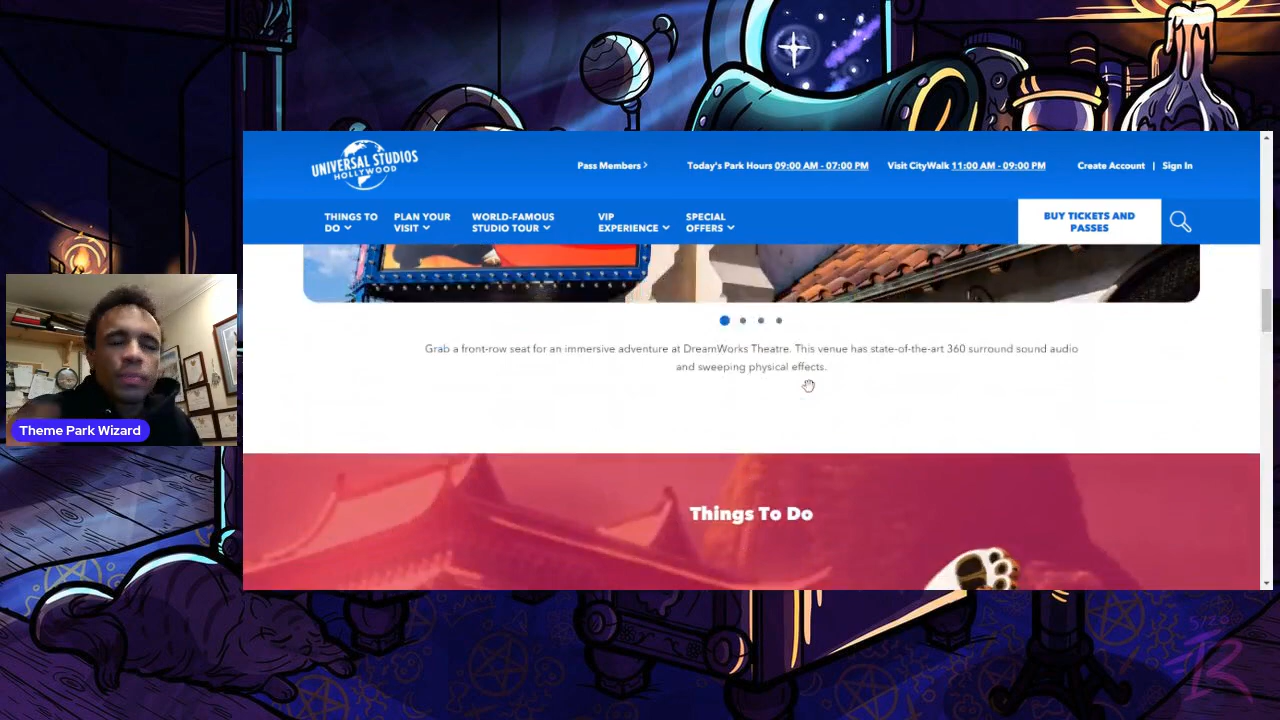 UNIVERSAL STUDIOS
HOLLYWOOD
Pass Members
Today's Park Hours 09:00 AM - 07:00 PM
Visit CityWalk 11:00 AM - 09:00 PM
Create Account | Sign In
THINGS TO
DO
PLAN YOUR
VISIT
WORLD-FAMOUS
STUDIO TOUR
VIP
EXPERIENCE
SPECIAL
OFFERS
BUY TICKETS AND
PASSES
Grab a front-row seat for an immersive adventure at DreamWorks Theatre. This venue has state-of-the-art 360 surround sound audio
and sweeping physical effects.
Theme Park Wizard
Things To Do